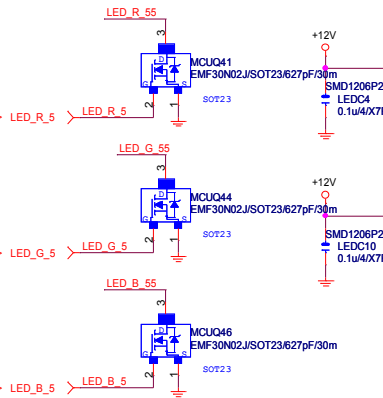 LED_R_55
3
D
G
S
MCUQ41
EMF30N02J/SOT23/627pF/30m
SOT23
2
1
LED_R_5
LED_R_5
+12V
SMD1206P2
LEDC4
0.1u/4/X7
LED_G_55
3
D
G
S
MCUQ44
EMF30N02J/SOT23/627pF/30m
SOT23
2
1
LED_G_5
LED_G_5
+12V
SMD1206P2
LEDC10
0.1u/4/X7
LED_B_55
3
D
G
S
MCUQ46
EMF30N02J/SOT23/627pF/30m
SOT23
2
1
LED_B_5
LED_B_5